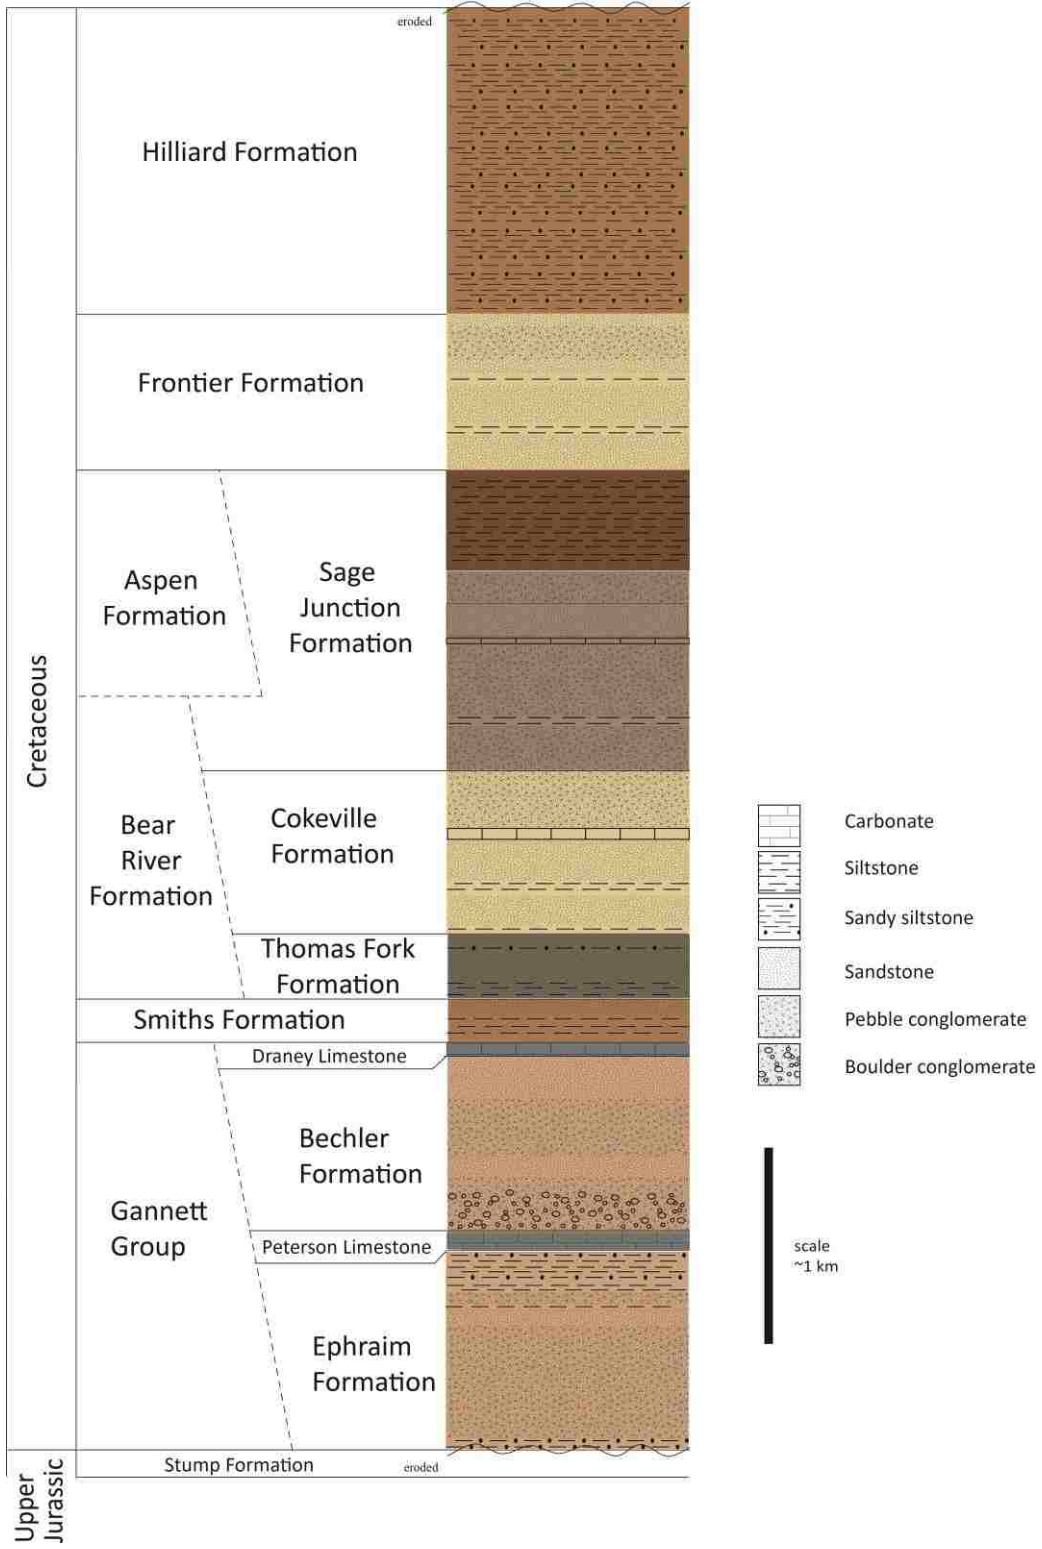 eroded
Hilliard Formation
Frontier Formation
Aspen
Formation
Sage
Junction
Formation
Cretaceous
Bear
River
Formation
Cokeville
Formation
Thomas Fork
Formation
Smiths Formation
Draney Limestone
Bechler
Formation
Gannett
Group
Peterson Limestone
Ephraim
Formation
Stump Formation
eroded
Upper
Jurassic
Carbonate
Siltstone
Sandy siltstone
Sandstone
Pebble conglomerate
Boulder conglomerate
scale
~1 km